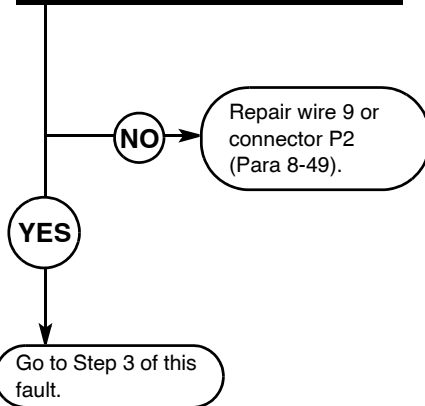 NO
Repair wire 9 or
connector P2
(Para 8-49).
YES
Go to Step 3 of this
fault.